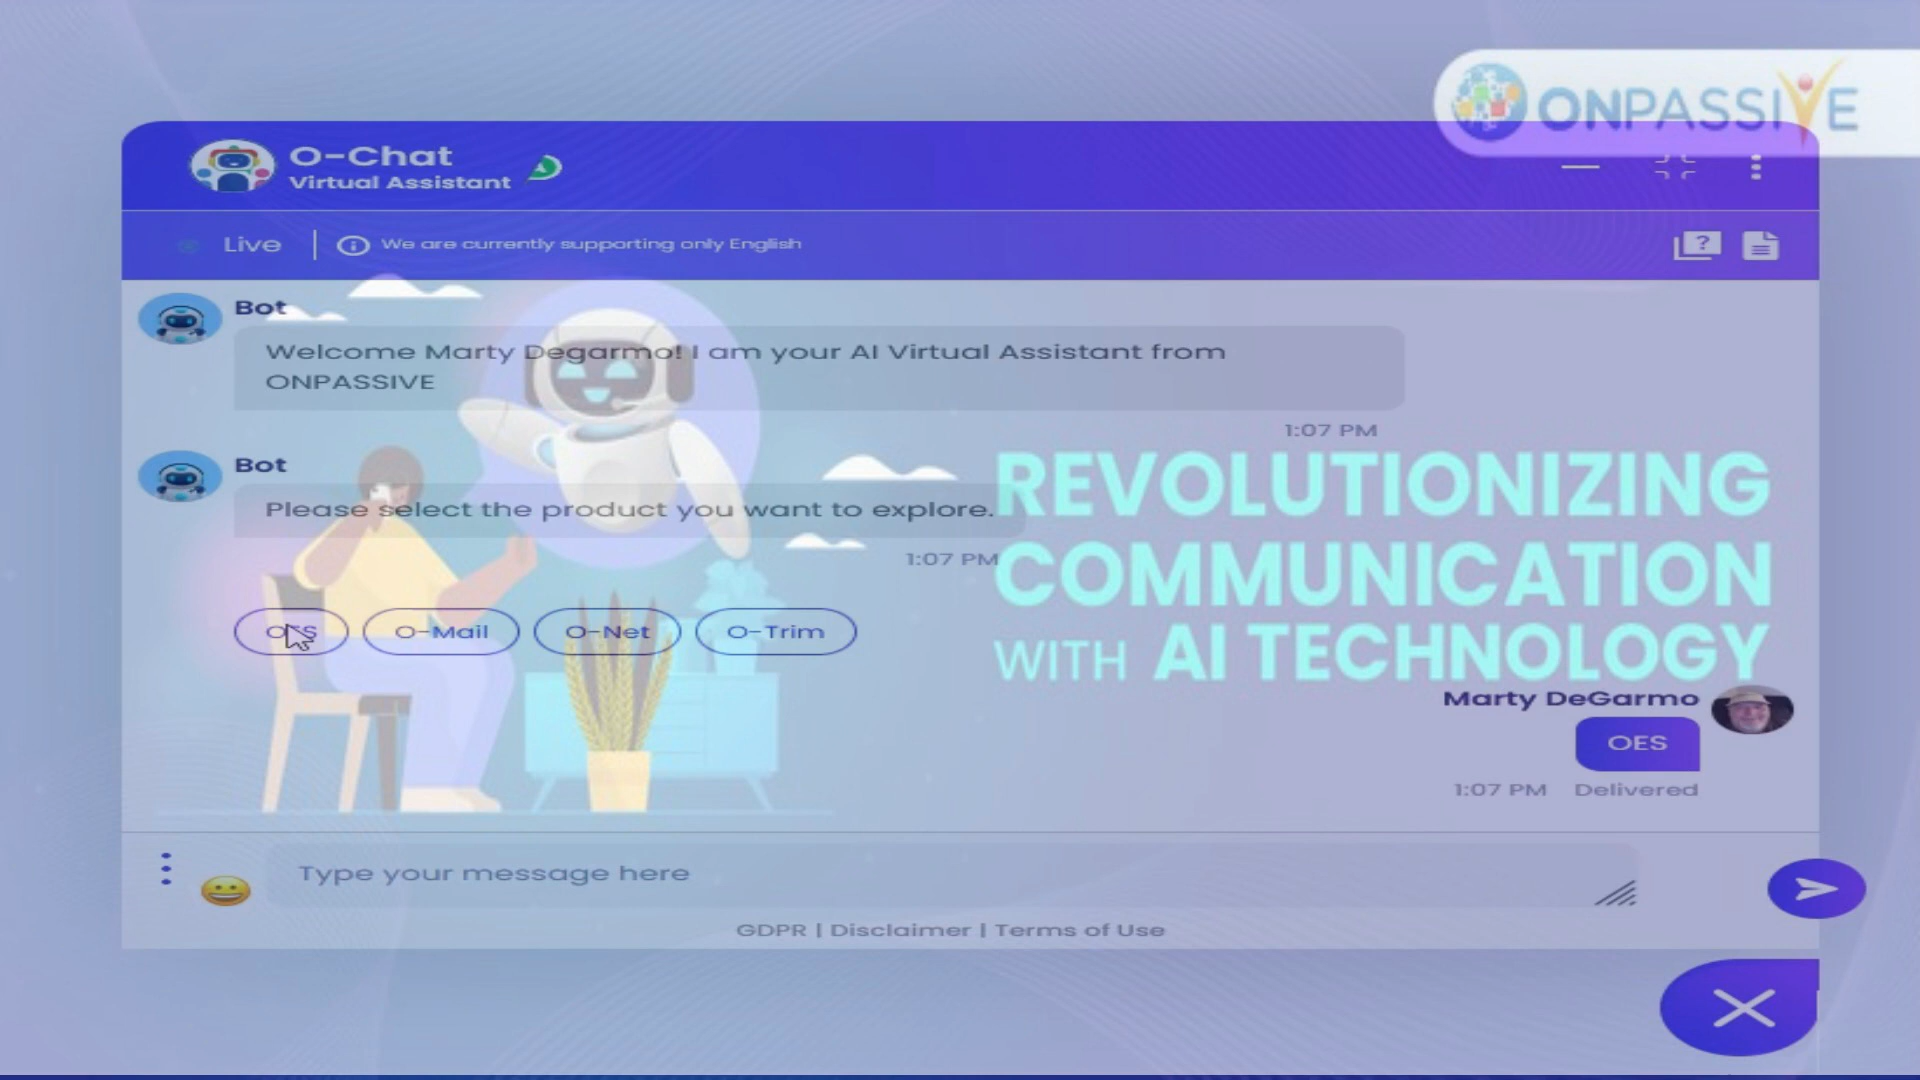 ONPASSIVE
O-Chat
Virtual Assistant
Live
We are currently supporting only English
Bot
Welcome Marty Degarmo! I am your AI Virtual Assistant from
ONPASSIVE
1:07 PM
Bot
Please select the product you want to explore.
1:07 PM
REVOLUTIONIZING
COMMUNICATION
WITH AI TECHNOLOGY
OES O-Mail O-Net O-Trim
Marty DeGarmo
OES
1:07 PM Delivered
Type your message here
GDPR | Disclaimer | Terms of Use